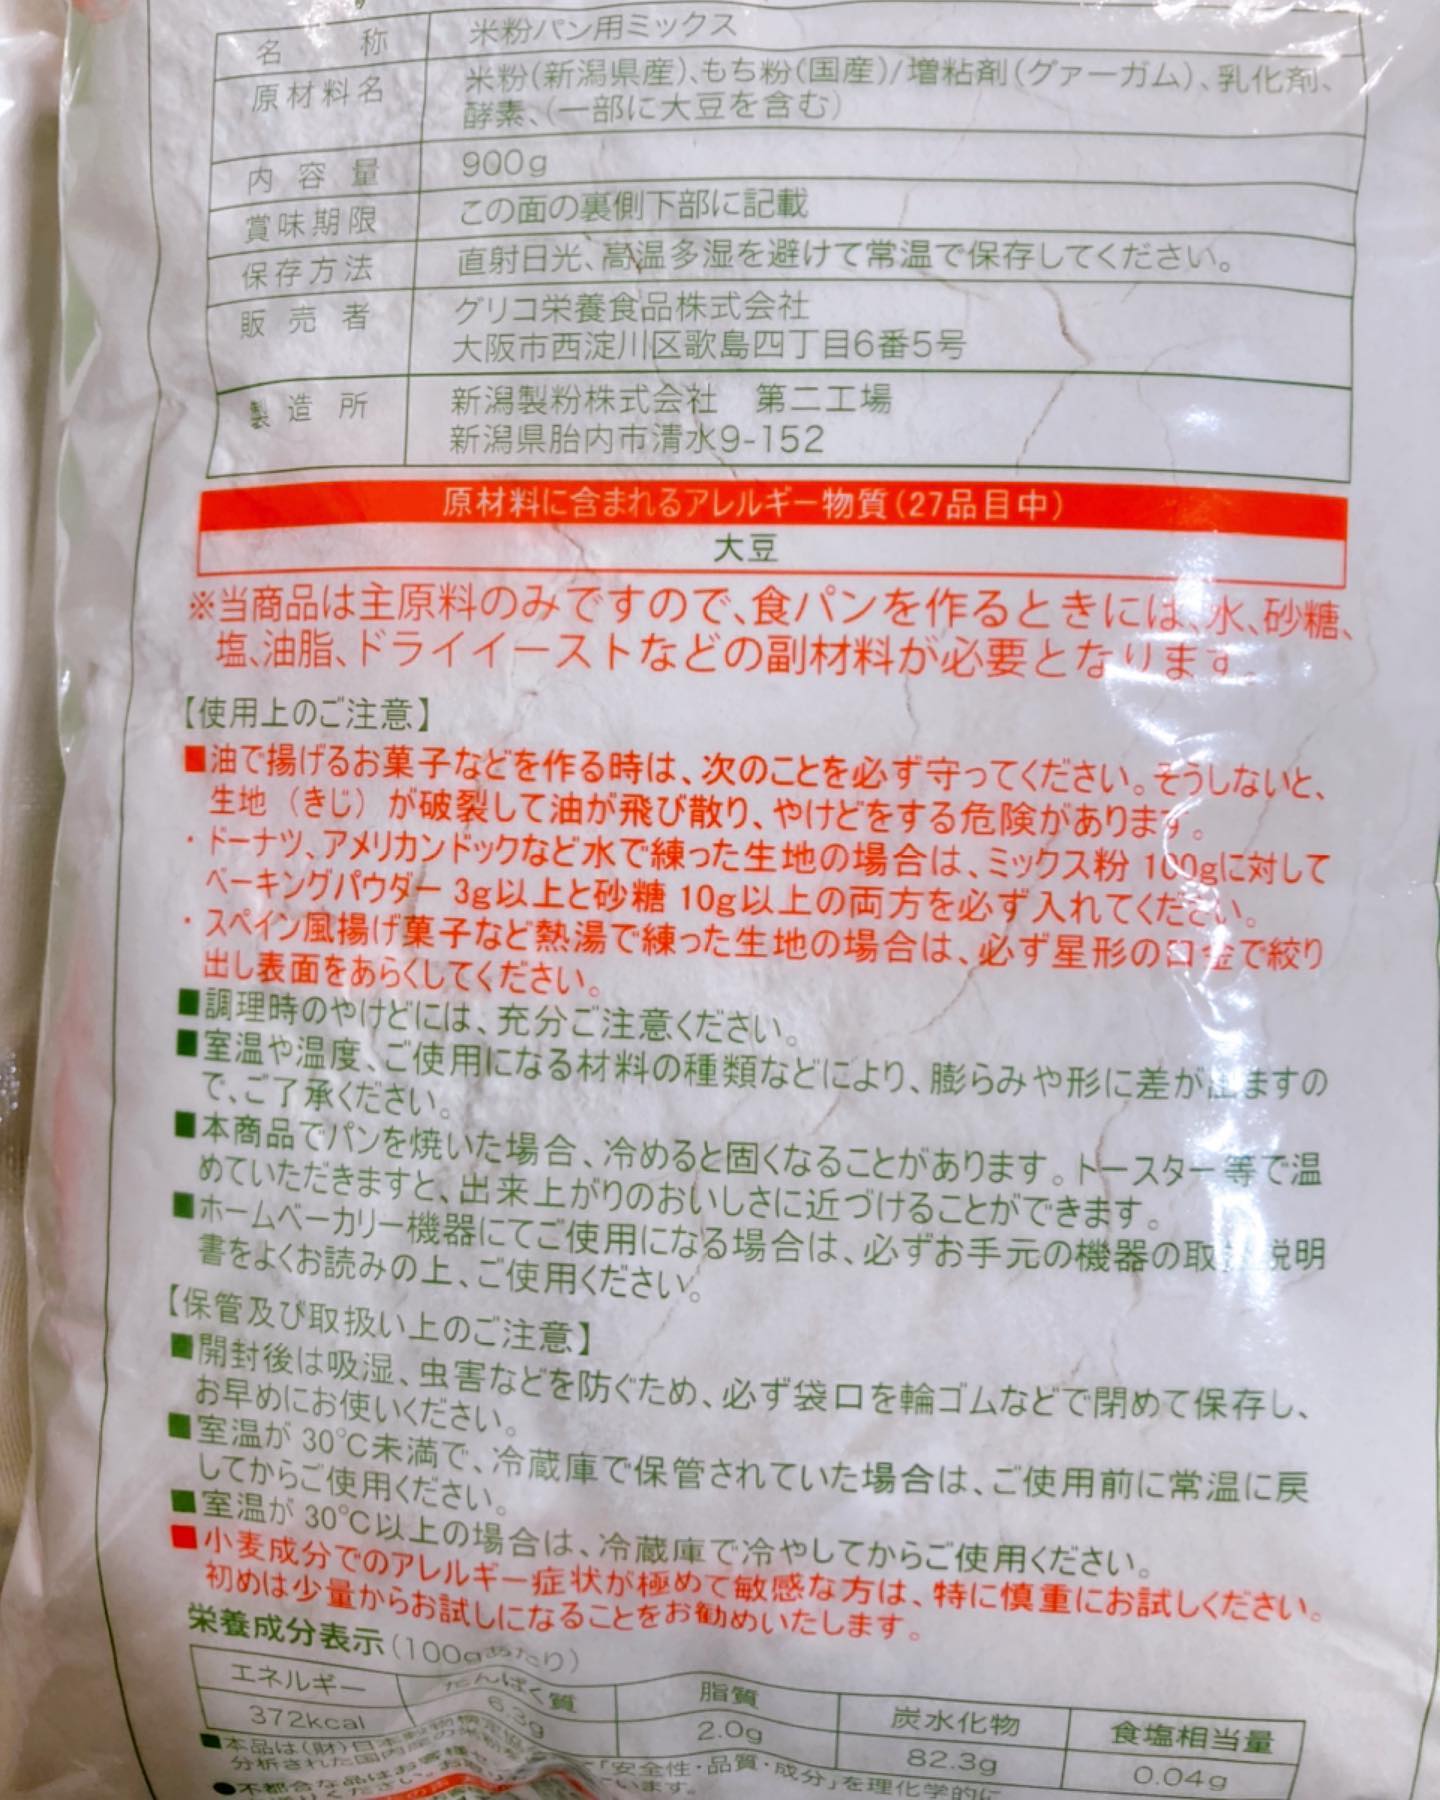 名称 米粉パン用ミックス
原材料名 米粉(新潟県産)、もち粉(国産)/増粘剤(グァーガム)、乳化剤、
酵素、(一部に大豆を含む)
内容量 900g
賞味期限 この面の裏側下部に記載
保存方法 直射日光、高温多湿を避けて常温で保存してください。
販売者 グリコ栄養食品株式会社
大阪市西淀川区歌島四丁目6番5号
製造所 新潟製粉株式会社 第二工場
新潟県胎内市清水9-152
原材料に含まれるアレルギー物質(27品目中)
大豆
※当商品は主原料のみですので、食パンを作るときには、水、砂糖、
塩、油脂、ドライイーストなどの副材料が必要となります。
【使用上のご注意】
■油で揚げるお菓子などを作る時は、次のことを必ず守ってください。そうしないと、
生地(きじ)が破裂して油が飛び散り、やけどをする危険があります。
・ドーナツ、アメリカンドックなど水で練った生地の場合は、ミックス粉 100gに対して
ベーキングパウダー 3g以上と砂糖 10g以上の両方を必ず入れてください。
・スペイン風揚げ菓子など熱湯で練った生地の場合は、必ず星形の口金で絞り
出し表面をあらくしてください。
■調理時のやけどには、充分ご注意ください。
■室温や温度、ご使用になる材料の種類などにより、膨らみや形に差が出ますの
で、ご了承ください。
■本商品でパンを焼いた場合、冷めると固くなることがあります。トースター等で温
めていただきますと、出来上がりのおいしさに近づけることができます。
■ホームベーカリー機器にてご使用になる場合は、必ずお手元の機器の取 説明
書をよくお読みの上、ご使用ください。
【保管及び取扱い上のご注意】
■開封後は吸湿、虫害などを防ぐため、必ず袋口を輪ゴムなどで閉めて保存し、
お早めにお使いください。
■室温が 30℃未満で、冷蔵庫で保管されていた場合は、ご使用前に常温に戻
してからご使用ください。
■室温が 30℃以上の場合は、冷蔵庫で冷やしてからご使用ください。
■小麦成分でのアレルギー症状が極めて敏感な方は、特に慎重にお試しください。
初めは少量からお試しになることをお勧めいたします。
栄養成分表示(100gあたり)
エネルギー たんぱく質 脂質 炭水化物 食塩相当量
372kcal 6.3g 2.0g 82.3g 0.04g
■本品は(財)日本穀物検定協
分析された国内産 「安全性・品質・成分」を理化学的に
●不都合な品はお います。